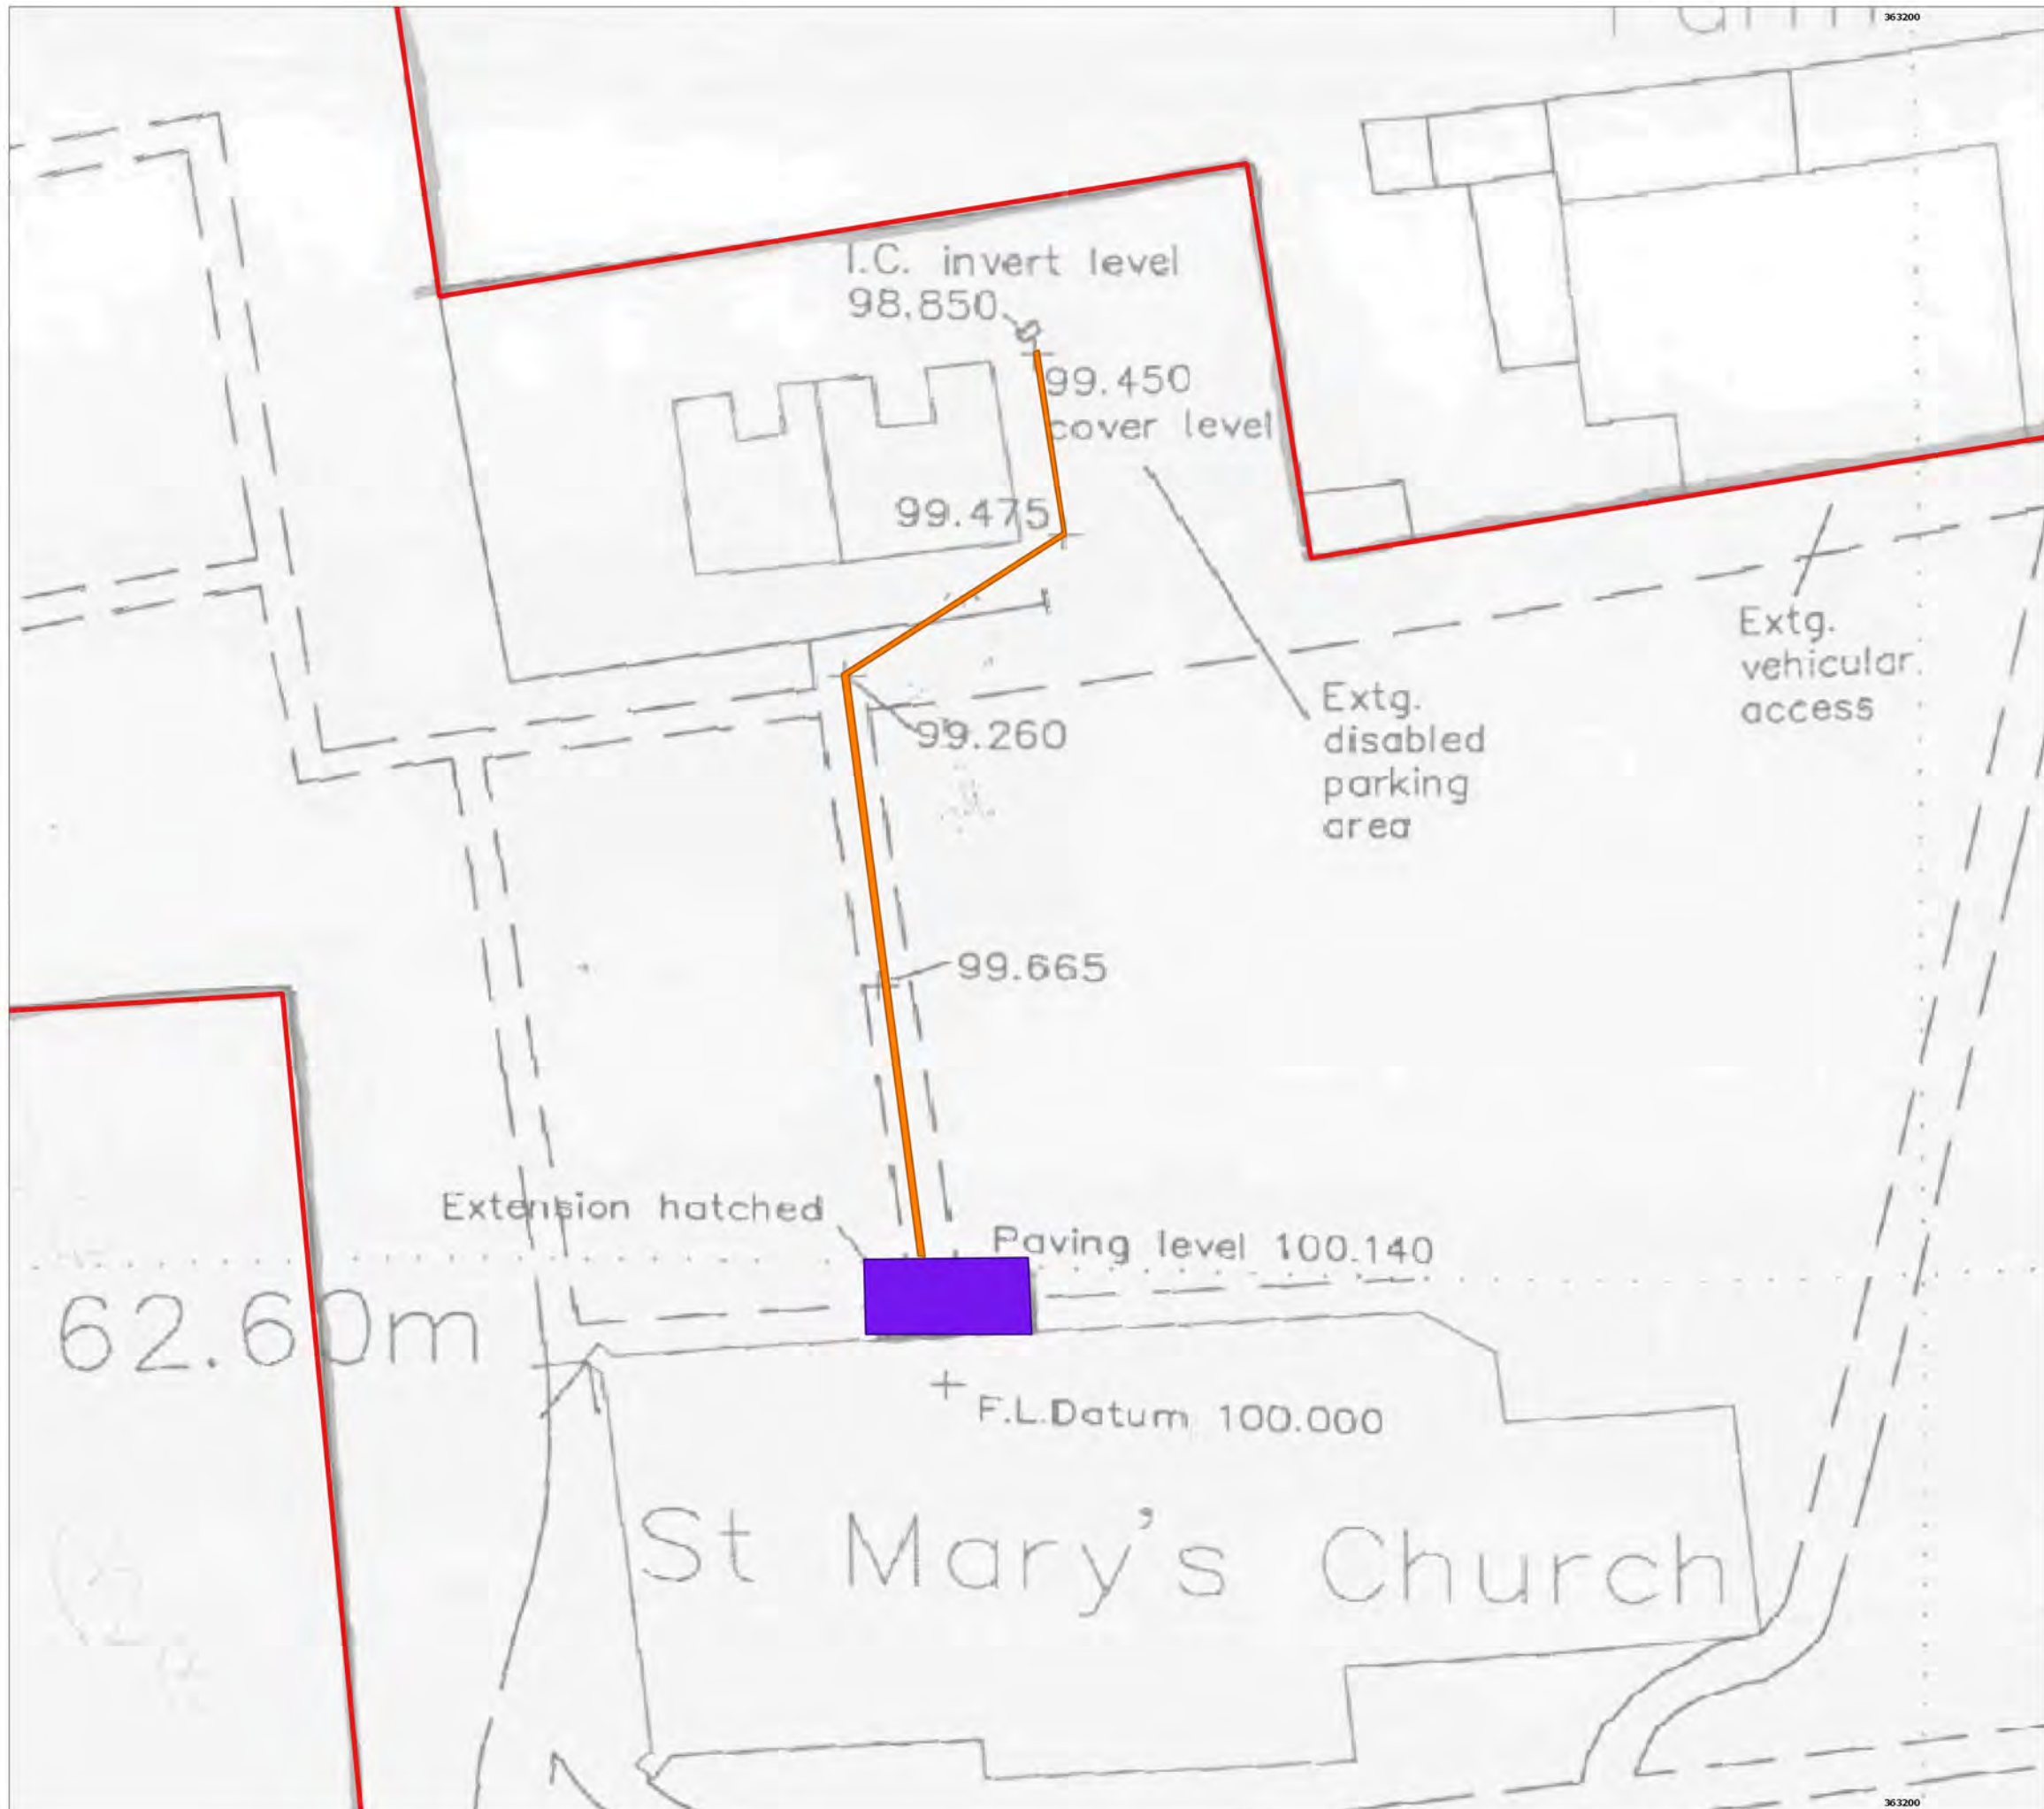 363200
I.C. invert level
98.850
99.450
cover level
99.475
Extg.
vehicular
access
Extg.
disabled
parking
area
99.260
99.665
Extension hatched
Paving level 100.140
62.60m
F.L.Datum 100.000
St Mary's Church
363200